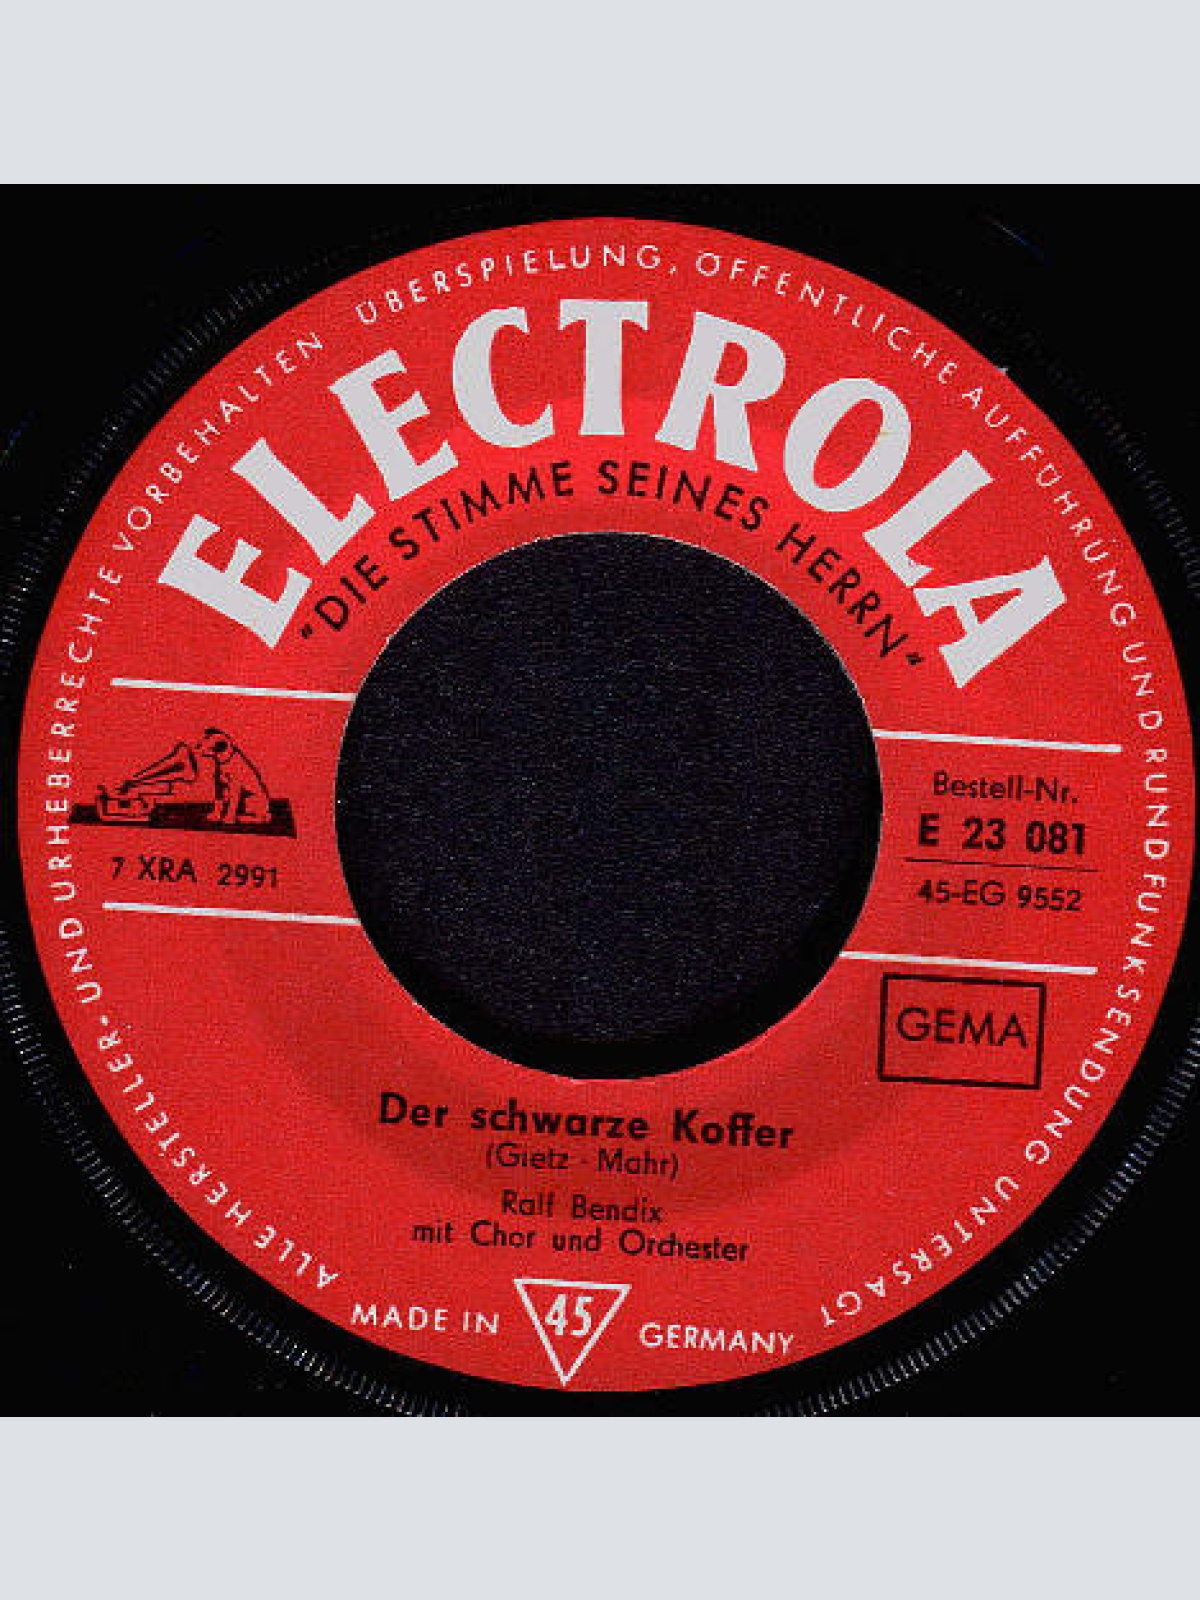 ALLE HERSTELLER- UND URHEBERRECHTE VORBEHALTEN ÜBERSPIELUNG, ÖFFENTLICHE AUFFÜHRUNG UND RUNDFUNKSENDUNG UNTERSAGT
ELECTROLA
"DIE STIMME SEINES HERRN"
7 XRA 2991
Bestell-Nr.
E 23 081
45-EG 9552
GEMA
Der schwarze Koffer
(Gietz - Mahr)
Ralf Bendix
mit Chor und Orchester
MADE IN 45 GERMANY